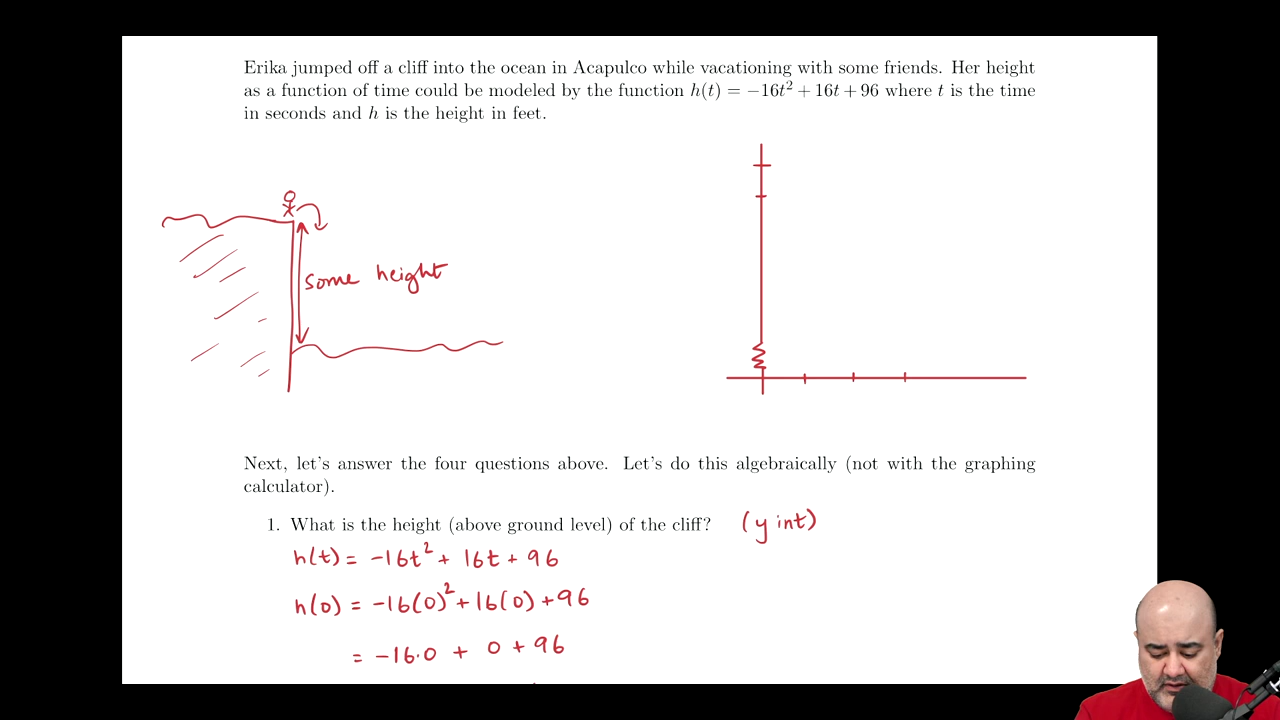 Erika jumped off a cliff into the ocean in Acapulco while vacationing with some friends. Her height
as a function of time could be modeled by the function h(t) = −16t² + 16t + 96 where t is the time
in seconds and h is the height in feet.
some height
Next, let's answer the four questions above. Let's do this algebraically (not with the graphing
calculator).
1. What is the height (above ground level) of the cliff? (y int)
h(t) = -16t² + 16t + 96
h(0) = -16(0)² + 16(0) + 96
= -16·0 + 0 + 96